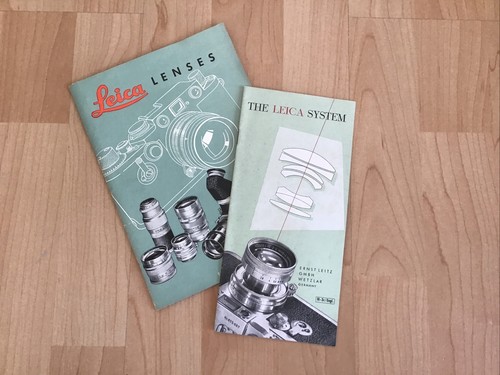 Leica LENSES
THE LEICA SYSTEM
ERNST LEITZ
GMBH
WETZLAR
GERMANY